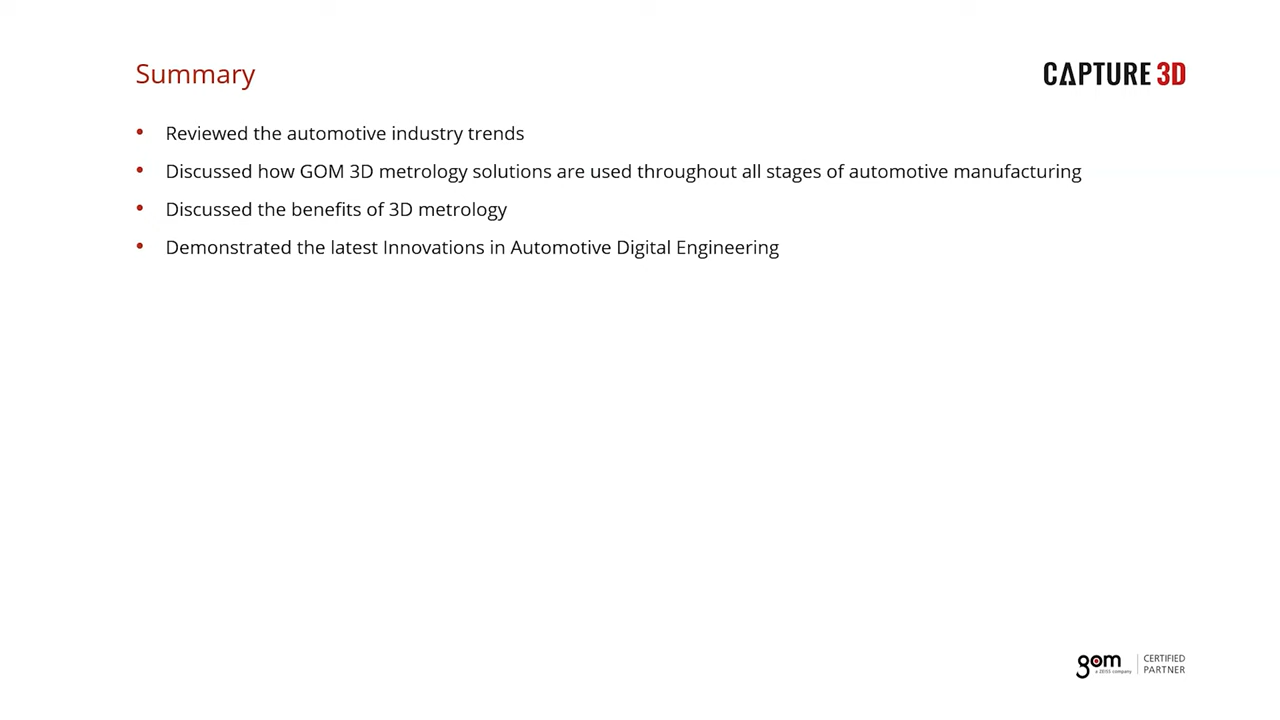 Summary
CAPTURE 3D
• Reviewed the automotive industry trends
• Discussed how GOM 3D metrology solutions are used throughout all stages of automotive manufacturing
• Discussed the benefits of 3D metrology
• Demonstrated the latest Innovations in Automotive Digital Engineering
gom
a ZEISS company
CERTIFIED
PARTNER